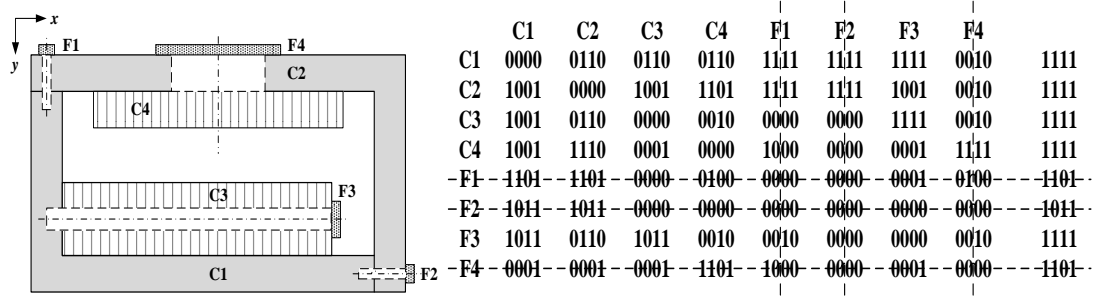 x
y
F1
F4
C2
C4
C3
F3
C1
F2
C1 C2 C3 C4 F1 F2 F3 F4
C1 0000 0110 0110 0110 1111 1111 1111 0010 1111
C2 1001 0000 1001 1101 1111 1111 1001 0010 1111
C3 1001 0110 0000 0010 0000 0000 1111 0010 1111
C4 1001 1110 0001 0000 1000 0000 0001 1111 1111
F1 1101 1101 0000 0100 0000 0000 0001 0100 1101
F2 1011 1011 0000 0000 0000 0000 0000 0000 1011
F3 1011 0110 1011 0010 0010 0000 0000 0010 1111
F4 0001 0001 0001 1101 1000 0000 0001 0000 1101